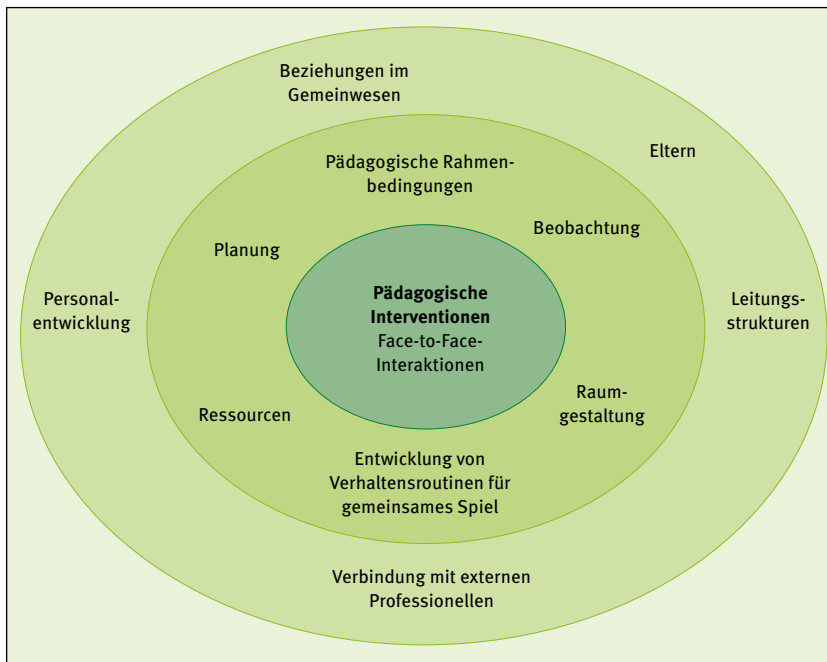 Beziehungen im
Gemeinwesen
Eltern
Pädagogische Rahmen-
bedingungen
Beobachtung
Planung
Personal-
entwicklung
Pädagogische
Interventionen
Face-to-Face-
Interaktionen
Leitungs-
strukturen
Ressourcen
Raum-
gestaltung
Entwicklung von
Verhaltensroutinen für
gemeinsames Spiel
Verbindung mit externen
Professionellen